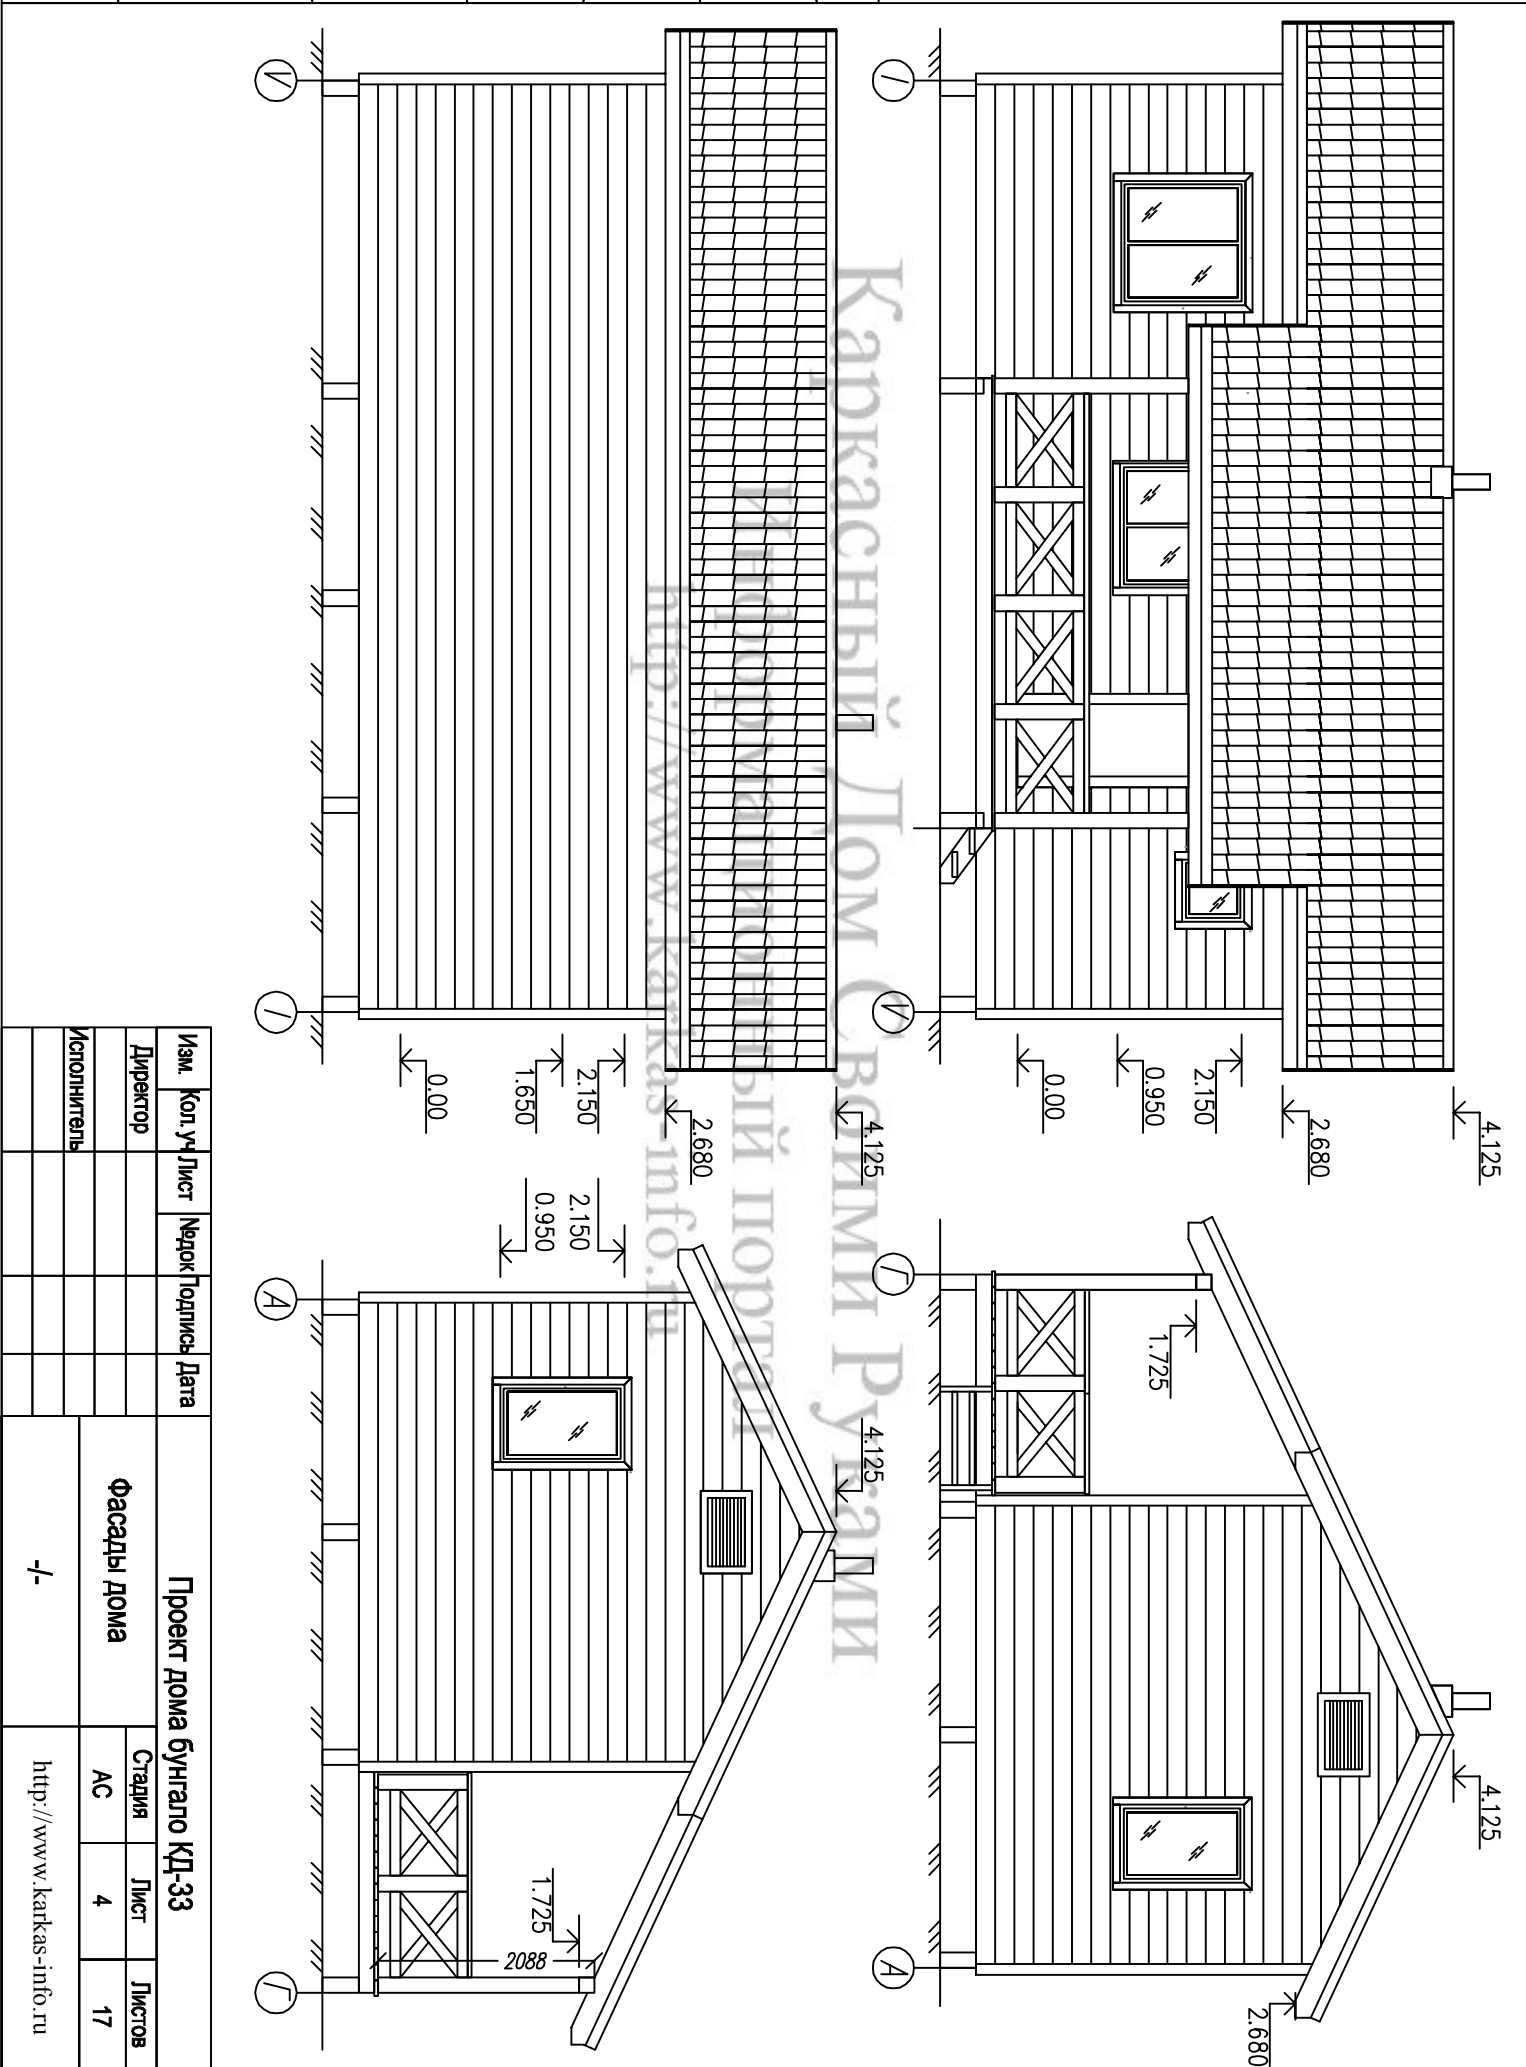 4.125
2.680
2.150
0.950
0.00
I
V
4.125
1.725
2.680
Г
А
Каркасный Дом Своими Руками
Информационный портал
http://www.karkas-info.ru
4.125
2.680
2.150
1.650
0.00
V
I
4.125
2.150
0.950
1.725
2088
А
Г
Проект дома бунгало КД-33
Изм. Кол.уч Лист №док Подпись Дата
Директор
Исполнитель
Фасады дома
Стадия Лист Листов
АС 4 17
-/-
http://www.karkas-info.ru